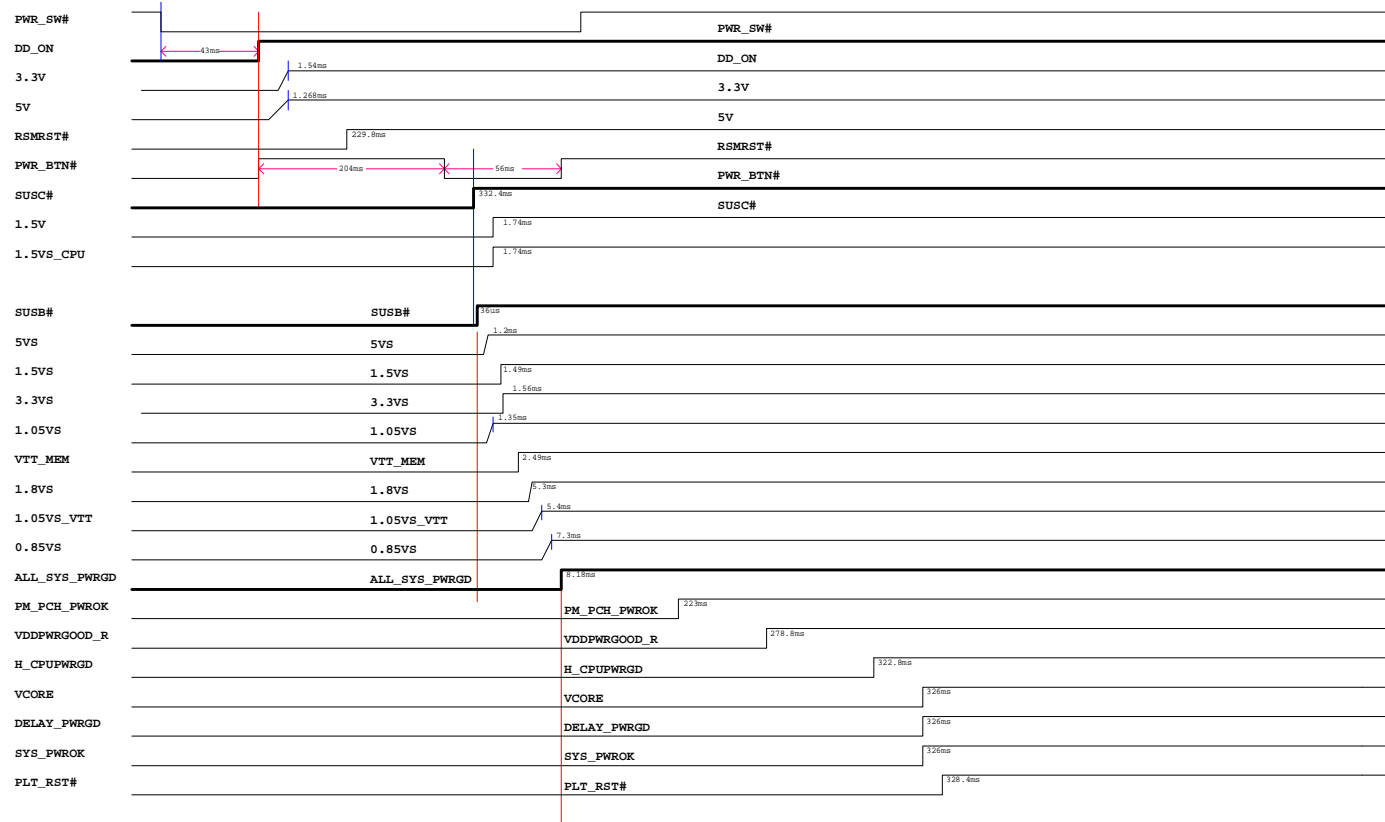 PWR_SW#
PWR_SW#
DD_ON
43ms
DD_ON
3.3V
1.54ms
3.3V
5V
1.268ms
5V
RSMRST#
229.8ms
RSMRST#
PWR_BTN#
204ms
56ms
PWR_BTN#
SUSC#
332.4ms
SUSC#
1.5V
1.74ms
1.5VS_CPU
1.74ms
SUSB#
SUSB#
36us
5VS
5VS
1.2ms
1.5VS
1.5VS
1.49ms
3.3VS
3.3VS
1.56ms
1.05VS
1.05VS
1.35ms
VTT_MEM
VTT_MEM
2.49ms
1.8VS
1.8VS
5.3ms
1.05VS_VTT
1.05VS_VTT
5.4ms
0.85VS
0.85VS
7.3ms
ALL_SYS_PWRGD
ALL_SYS_PWRGD
8.18ms
PM_PCH_PWROK
PM_PCH_PWROK
223ms
VDDPWRGOOD_R
VDDPWRGOOD_R
278.8ms
H_CPUPWRGD
H_CPUPWRGD
322.8ms
VCORE
VCORE
326ms
DELAY_PWRGD
DELAY_PWRGD
326ms
SYS_PWROK
SYS_PWROK
326ms
PLT_RST#
PLT_RST#
328.4ms